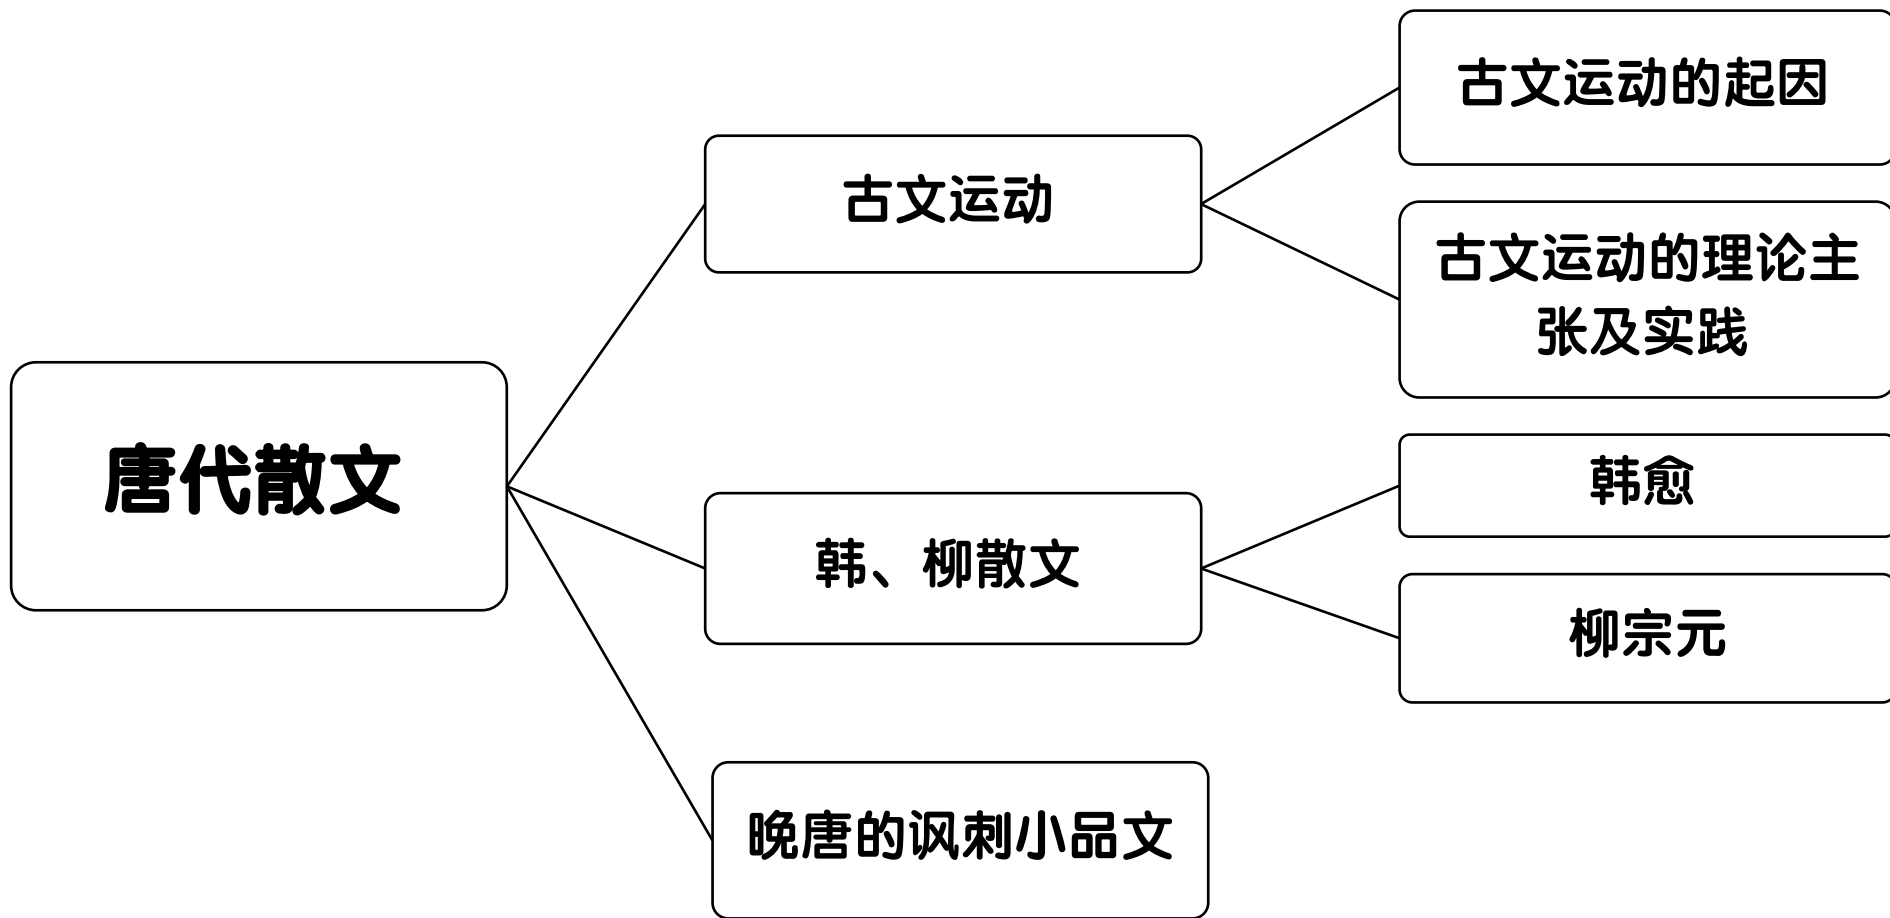 唐代散文
古文运动
古文运动的起因
古文运动的理论主
张及实践
韩、柳散文
韩愈
柳宗元
晚唐的讽刺小品文